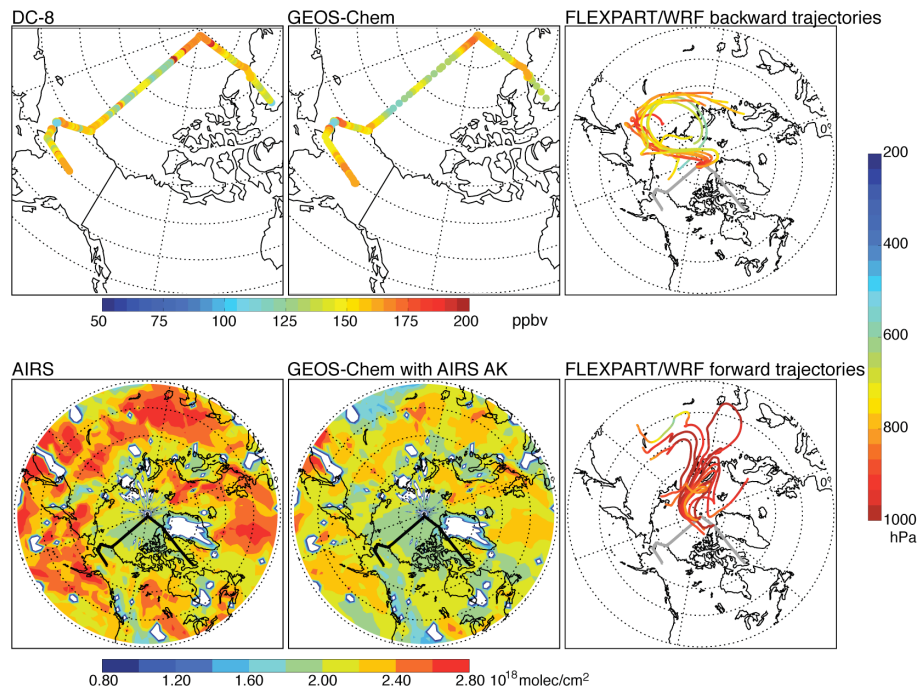 DC-8
GEOS-Chem
FLEXPART/WRF backward trajectories
0°
50 75 100 125 150 175 200 ppbv
200
400
600
800
1000
hPa
AIRS
GEOS-Chem with AIRS AK
FLEXPART/WRF forward trajectories
0°
0.80 1.20 1.60 2.00 2.40 2.80 10¹⁸molec/cm²